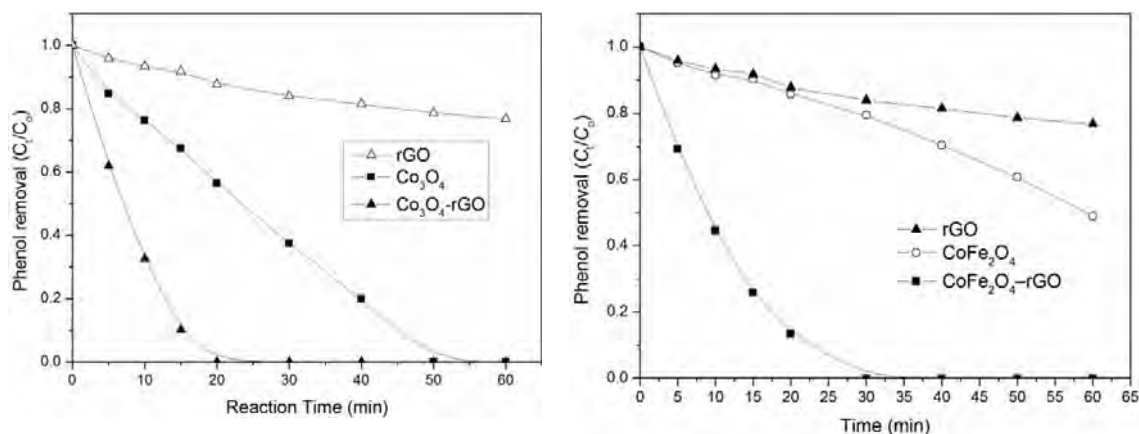 Phenol removal (Cₜ/Cₒ)
1.0
0.8
0.6
0.4
0.2
0.0
rGO
Co₃O₄
Co₃O₄-rGO
0 10 20 30 40 50 60
Reaction Time (min)
Phenol removal (Cₜ/Cₒ)
1.0
0.8
0.6
0.4
0.2
0.0
rGO
CoFe₂O₄
CoFe₂O₄–rGO
0 5 10 15 20 25 30 35 40 45 50 55 60 65
Time (min)